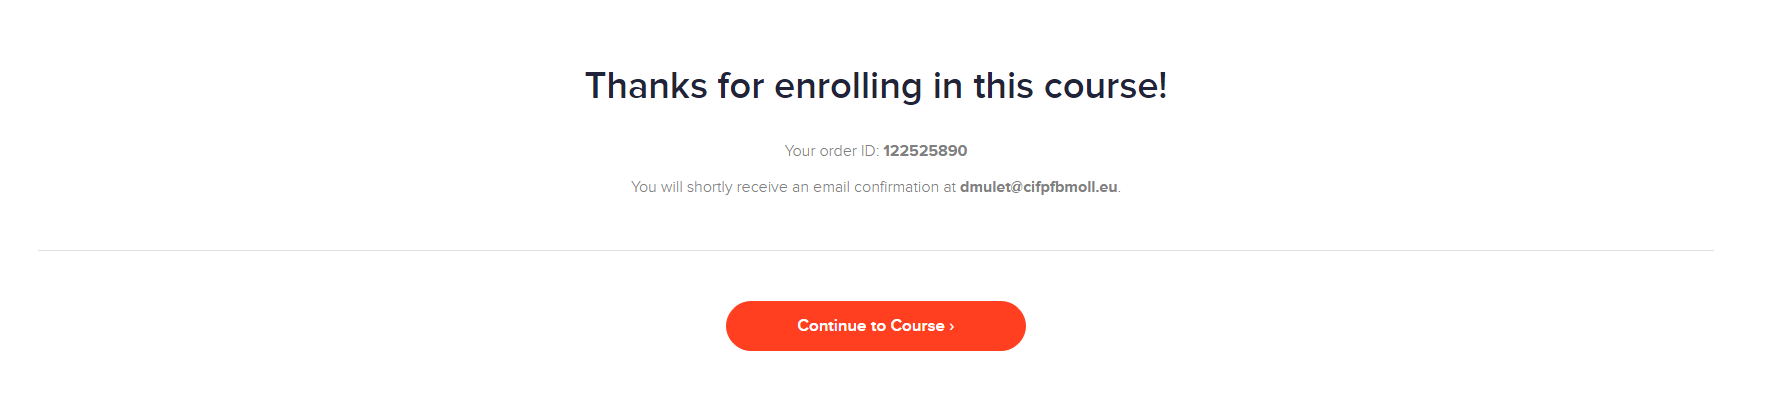 Thanks for enrolling in this course!
Your order ID: 122525890
You will shortly receive an email confirmation at dmulet@cifpfbmoll.eu.
Continue to Course ›